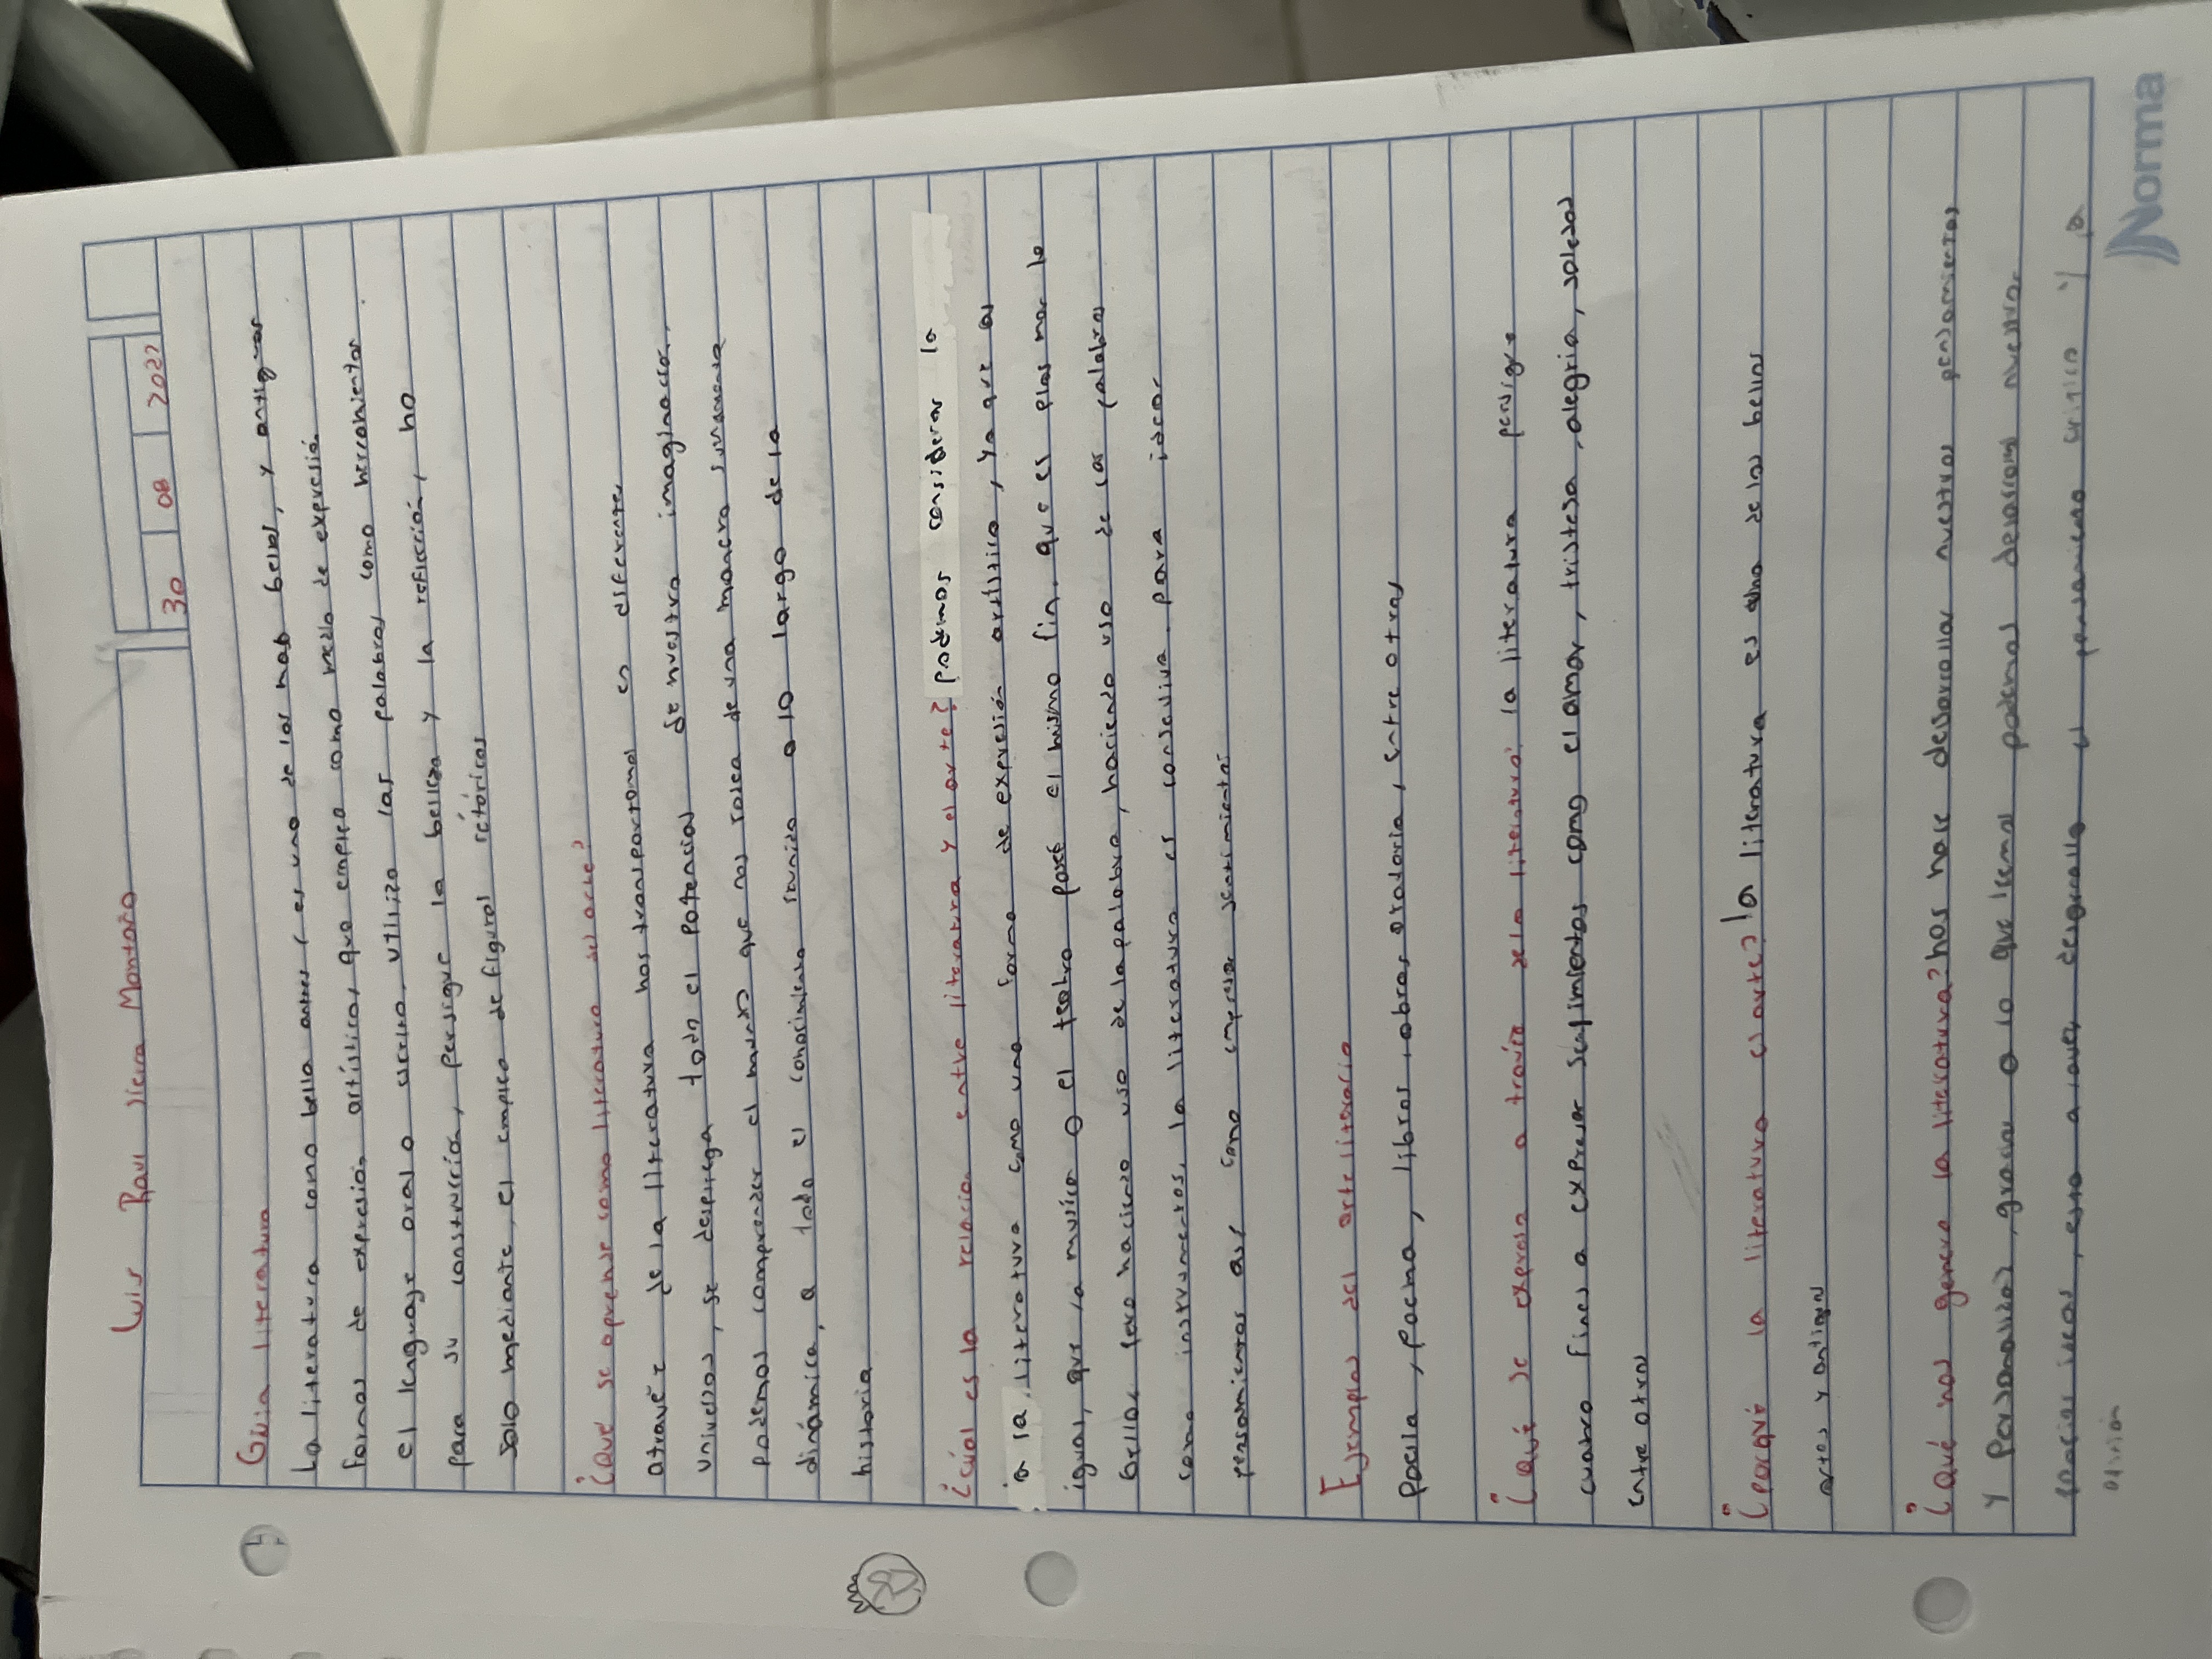 Luis Raul Sierra Montaño
30 08 2022
Guia literatura
La literatura como bella artes, es uno de las mas bellas, y antiguas
formas de expresión artística, que emplea como medio de expresión
el lenguaje oral o escrito. utiliza las palabras como herramientas
para su construcción, persigue la belleza y la reflección, no
solo mediante el empleo de figuras retóricas
¿Qué se aprende como literatura del arte?
através de la literatura nos transportamos en diferentes
universos, se despliega todo el potencial de nuestra imaginación.
podemos comprender el mundo que nos rodea de una manera sumamente
dinámica, a todo el conocimiento reunido a lo largo de la
historia
¿cuál es la relacion entre literatura y el arte? podemos considerar la
a la literatura como una forma de expresión artística, ya que al
igual, que la musica o el teatro poseé el mismo fin. que es plasmar lo
bello, pero haciendo uso de la palabra, haciendo uso de las palabras
como instrumentos, la literatura es para idear
pensamientos así como expresar sentimientos
Ejemplos del arte literario
poesia, poema, libros, obras oratoria, entre otras
¿Qué se expresa a través de la literatura? la literatura persigue
cuatro fines a expresar sentimientos como el amor, tristesa, alegria, soledad
entre otras
¿porqué la literatura es arte? la literatura es una de las bellas
artes y antiguas
¿Qué nos genera la literatura? nos hace desarrollar nuestros pensamientos
y personalidad, gracias a lo que leemos podemos desarrollar nuestras
propias ideas, esto a la vez desarrolla el pensamiento critico y la
opinión
Norma